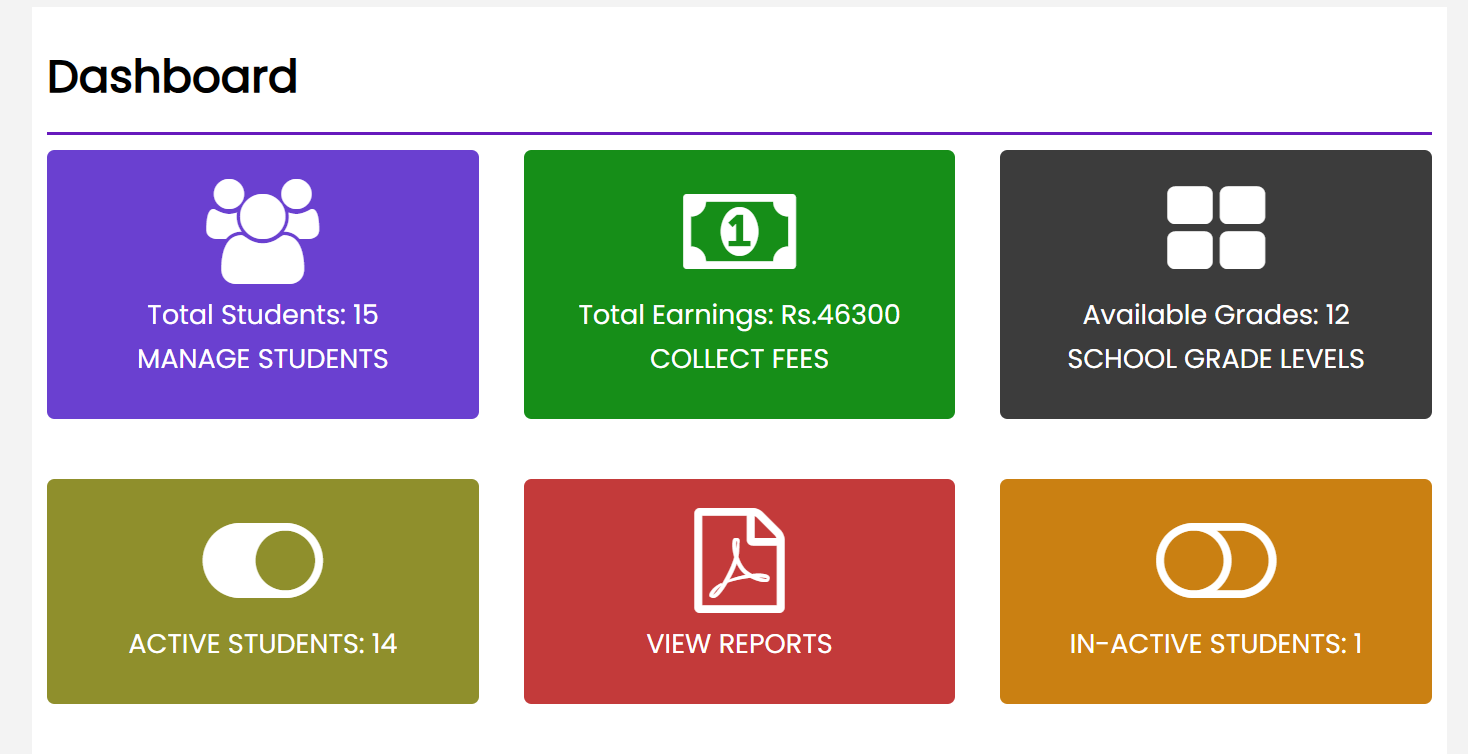 Dashboard
1
Total Students: 15
MANAGE STUDENTS
Total Earnings: Rs.46300
COLLECT FEES
Available Grades: 12
SCHOOL GRADE LEVELS
ACTIVE STUDENTS: 14
VIEW REPORTS
IN-ACTIVE STUDENTS: 1